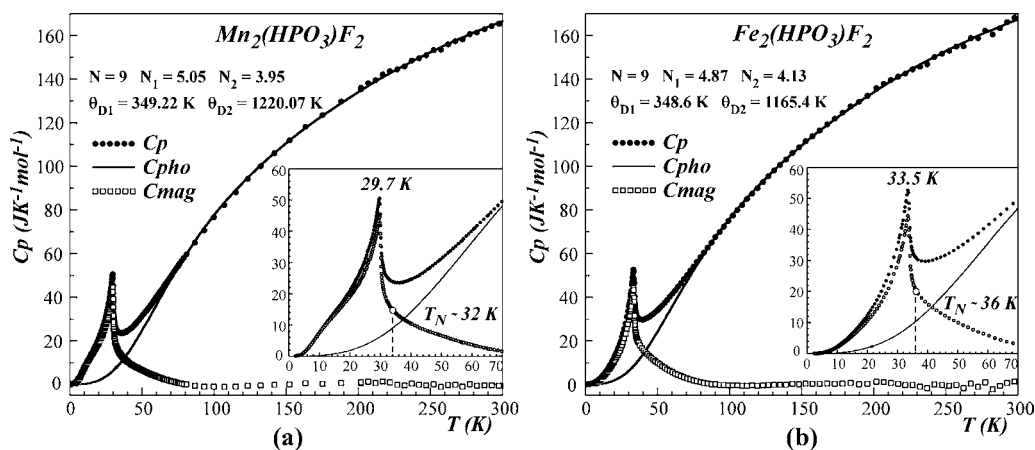 Mn2(HPO3)F2
N = 9 N1 = 5.05 N2 = 3.95
θD1 = 349.22 K θD2 = 1220.07 K
Cp
Cpho
Cmag
Cp (JK-1mol-1)
160
140
120
100
80
60
40
20
0
0 50 100 150 200 250 300
T (K)
29.7 K
TN ~ 32 K
60
50
40
30
20
10
0
0 10 20 30 40 50 60 70
(a)
Fe2(HPO3)F2
N = 9 N1 = 4.87 N2 = 4.13
θD1 = 348.6 K θD2 = 1165.4 K
Cp
Cpho
Cmag
Cp (JK-1mol-1)
160
140
120
100
80
60
40
20
0
0 50 100 150 200 250 300
T (K)
33.5 K
TN ~ 36 K
60
50
40
30
20
10
0
0 10 20 30 40 50 60 70
(b)